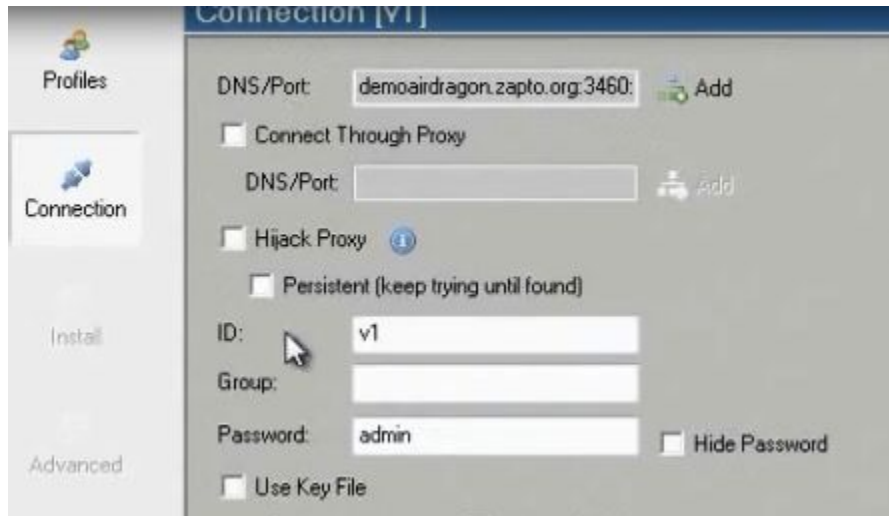 Connection [v1]
Profiles
Connection
Install
Advanced
DNS/Port: demoairdragon.zapto.org:3460: Add
Connect Through Proxy
DNS/Port: Add
Hijack Proxy
Persistent (keep trying until found)
ID: v1
Group:
Password: admin Hide Password
Use Key File